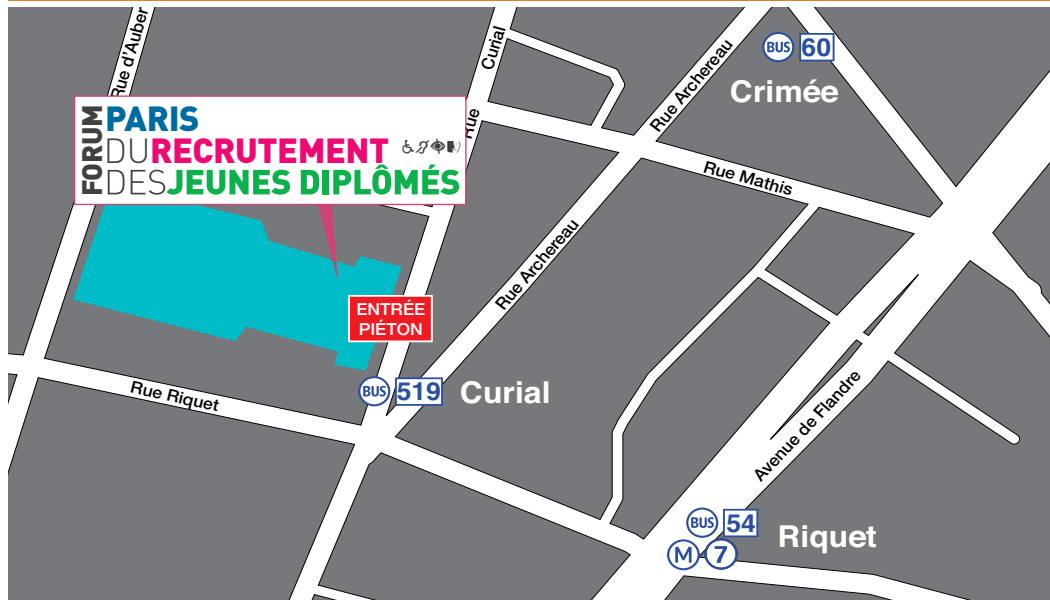 Rue d'Auber
Rue Curial
Rue Archereau
BUS 60
Crimée
FORUM
PARIS
DU RECRUTEMENT
DES JEUNES DIPLÔMÉS
Rue Mathis
Rue Archereau
ENTRÉE
PIÉTON
BUS 519 Curial
Rue Riquet
Avenue de Flandre
BUS 54
M 7
Riquet